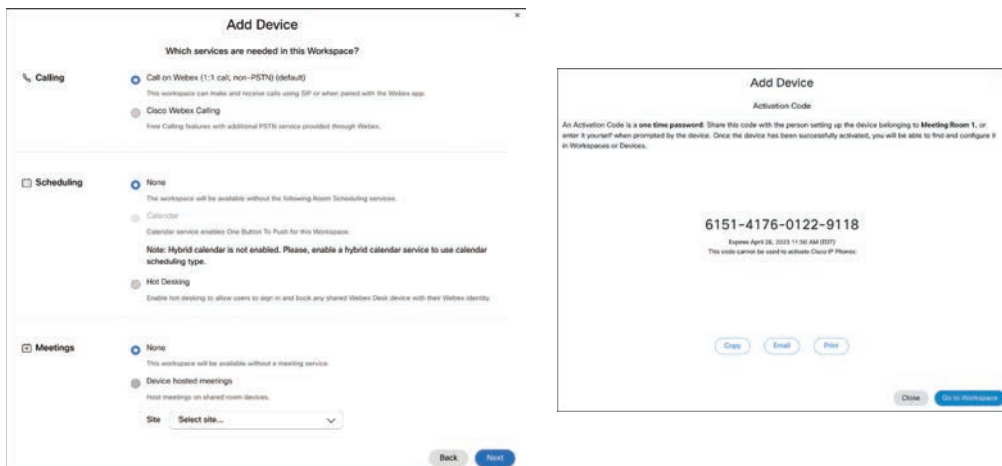 Add Device
Which services are needed in this Workspace?
Calling
Call on Webex (1:1 call, non-PSTN) (default)
This workspace can make and receive calls using SIP or when paired with the Webex app.
Cisco Webex Calling
Free Calling features with additional PSTN service provided through Webex.
Scheduling
None
The workspace will be available without the following Room Scheduling services.
Calendar
Calendar service enables One Button To Push for this Workspace.
Note: Hybrid calendar is not enabled. Please, enable a hybrid calendar service to use calendar
scheduling type.
Hot Desking
Enable hot desking to allow users to sign in and book any shared Webex Desk device with their Webex identity.
Meetings
None
This workspace will be available without a meeting service.
Device hosted meetings
Host meetings on shared room devices.
Site Select site...
Back Next
Add Device
Activation Code
An Activation Code is a one time password. Share this code with the person setting up the device belonging to Meeting Room 1, or
enter it yourself when prompted by the device. Once the device has been successfully activated, you will be able to find and configure it
in Workspaces or Devices.
6151-4176-0122-9118
Expires April 28, 2023 11:50 AM (EDT)
This code cannot be used to activate Cisco IP Phones.
Copy Email Print
Close Go to Workspace